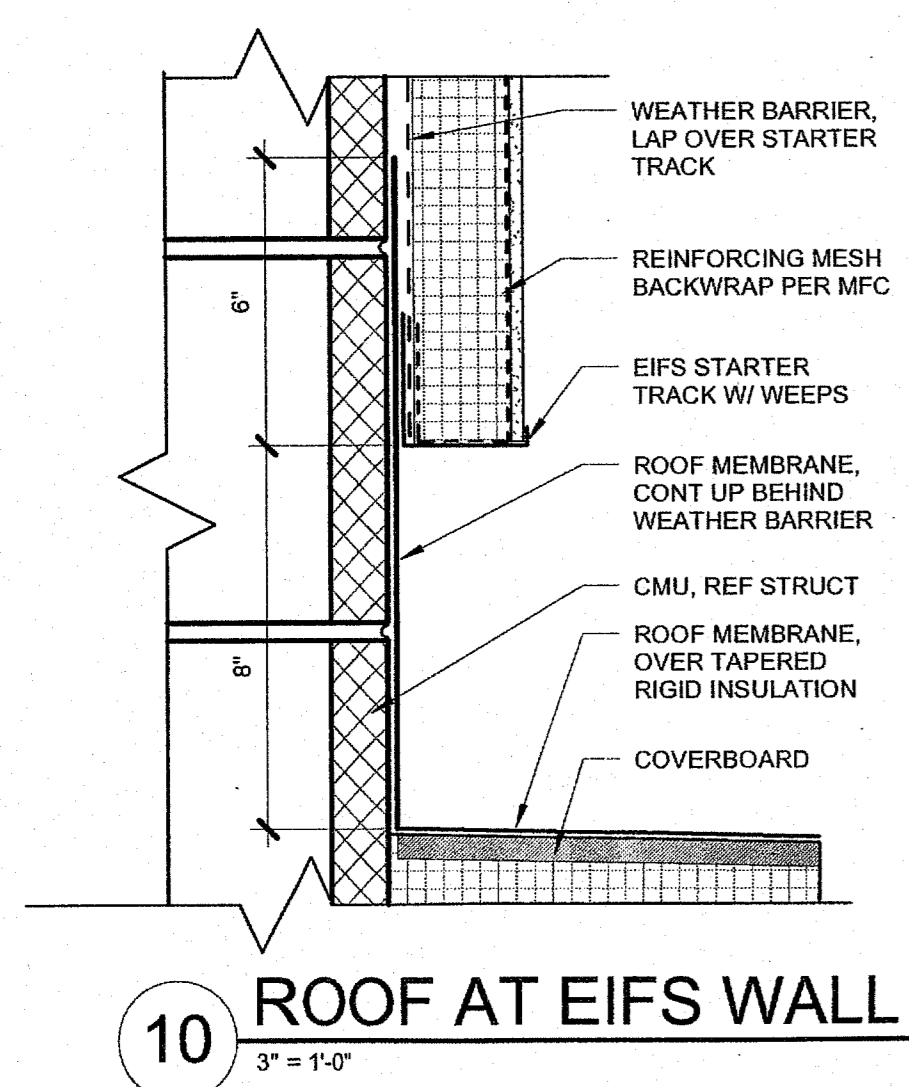 WEATHER BARRIER,
LAP OVER STARTER
TRACK
REINFORCING MESH
BACKWRAP PER MFC
EIFS STARTER
TRACK W/ WEEPS
ROOF MEMBRANE,
CONT UP BEHIND
WEATHER BARRIER
CMU, REF STRUCT
ROOF MEMBRANE,
OVER TAPERED
RIGID INSULATION
COVERBOARD
6"
8"
10 ROOF AT EIFS WALL
3" = 1'-0"